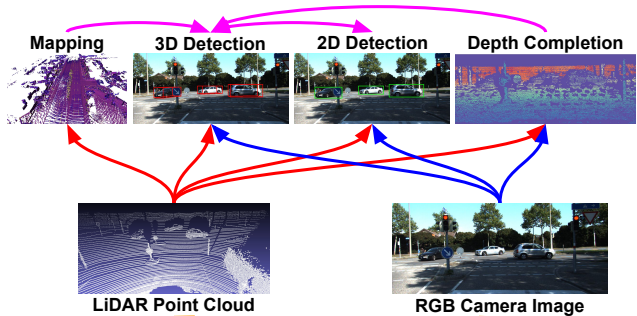 Mapping
3D Detection
2D Detection
Depth Completion
LiDAR Point Cloud
RGB Camera Image